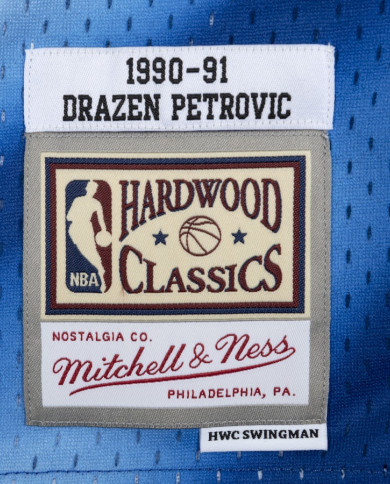 1990-91
DRAZEN PETROVIC
HARDWOOD
CLASSICS
NBA
NOSTALGIA CO.
Mitchell & Ness
PHILADELPHIA, PA.
HWC SWINGMAN